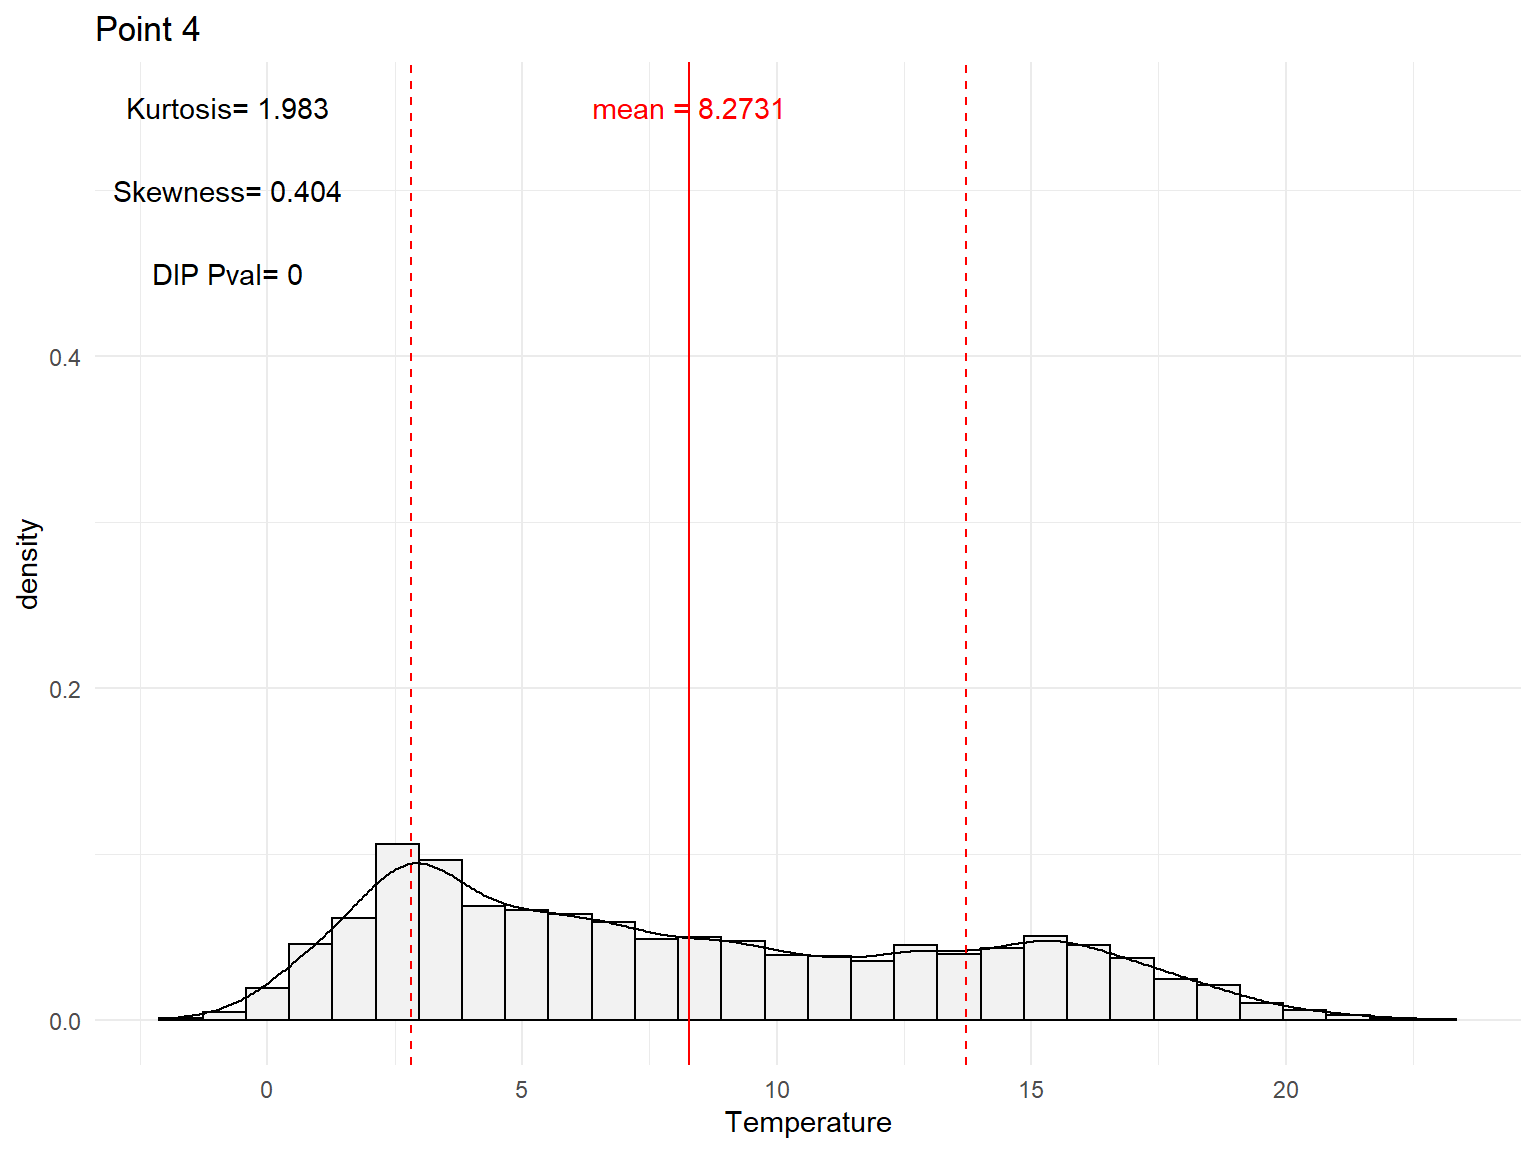 Point 4
Kurtosis= 1.983
mean = 8.2731
Skewness= 0.404
DIP Pval= 0
0.4
0.2
0.0
density
0
5
10
15
20
Temperature